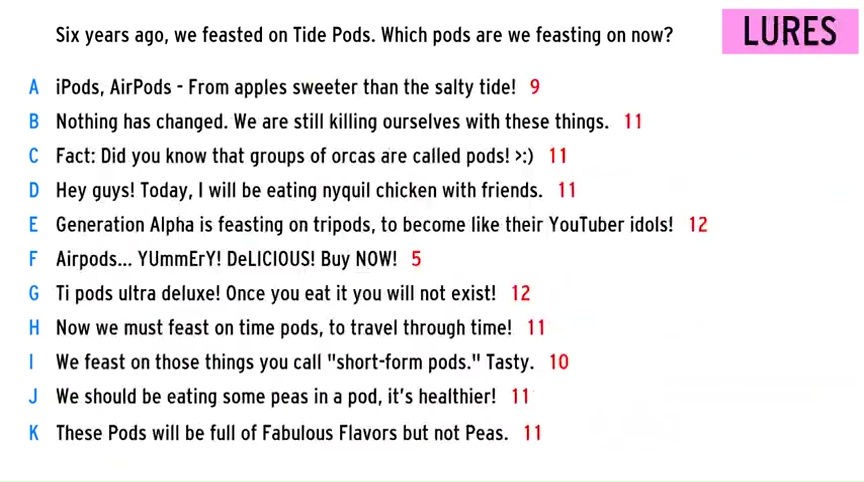 Six years ago, we feasted on Tide Pods. Which pods are we feasting on now?
LURES
A iPods, AirPods - From apples sweeter than the salty tide! 9
B Nothing has changed. We are still killing ourselves with these things. 11
C Fact: Did you know that groups of orcas are called pods! >:) 11
D Hey guys! Today, I will be eating nyquil chicken with friends. 11
E Generation Alpha is feasting on tripods, to become like their YouTuber idols! 12
F Airpods... YUmmErY! DeLICIOUS! Buy NOW! 5
G Ti pods ultra deluxe! Once you eat it you will not exist! 12
H Now we must feast on time pods, to travel through time! 11
I We feast on those things you call "short-form pods." Tasty. 10
J We should be eating some peas in a pod, it's healthier! 11
K These Pods will be full of Fabulous Flavors but not Peas. 11